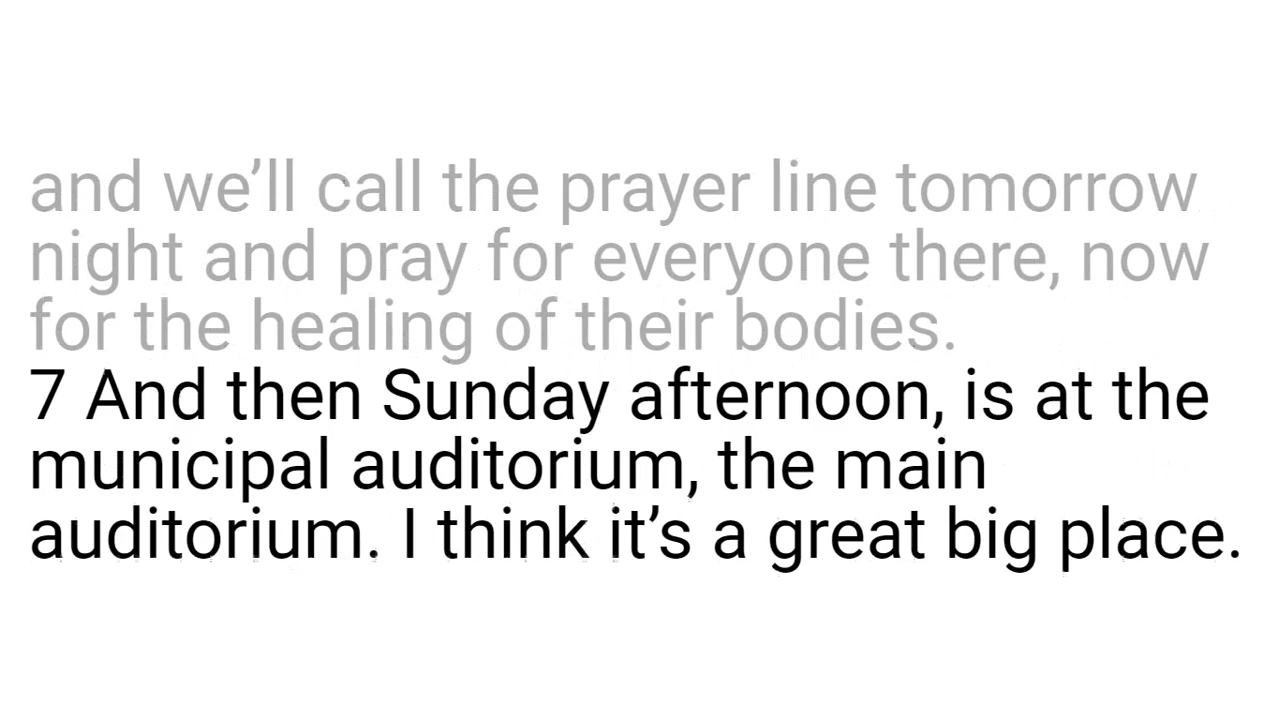 and we’ll call the prayer line tomorrow
night and pray for everyone there, now
for the healing of their bodies.
7 And then Sunday afternoon, is at the
municipal auditorium, the main
auditorium. I think it’s a great big place.